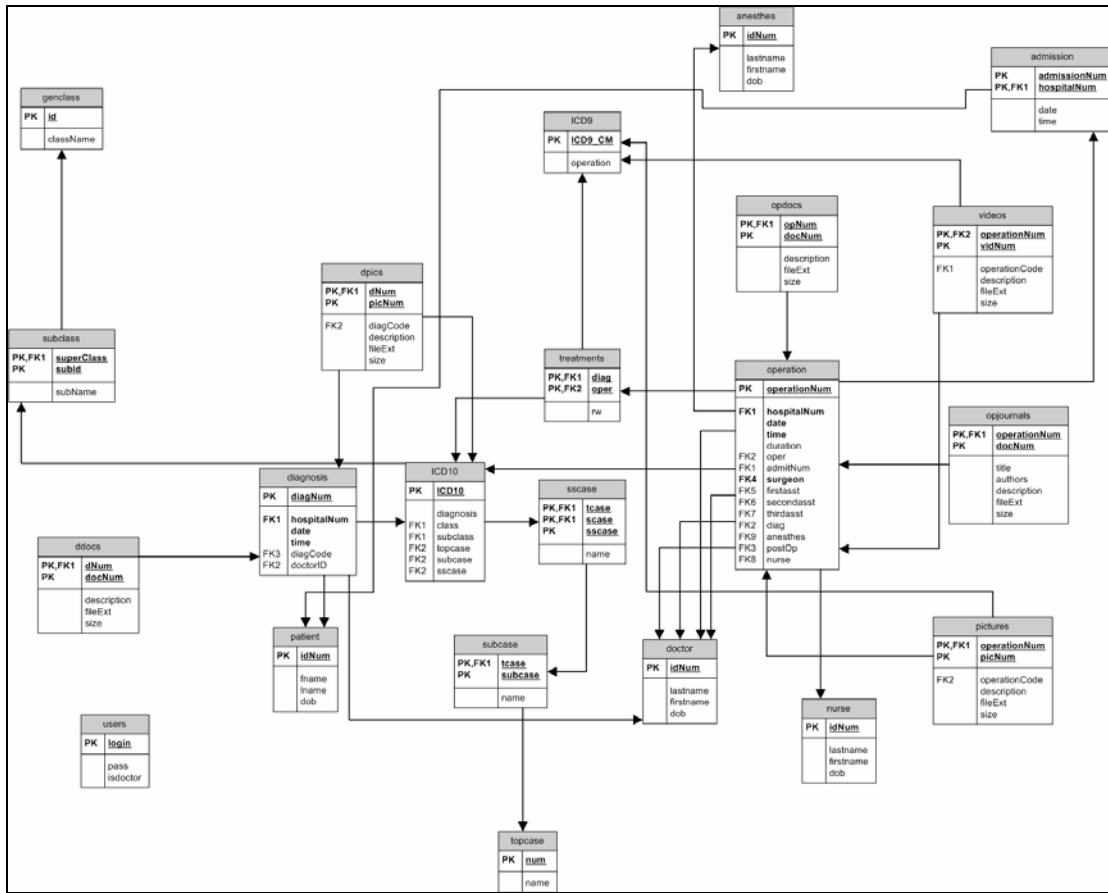 anesthes
PK idNum
lastname
firstname
dob
admission
PK admissionNum
PK,FK1 hospitalNum
date
time
genclass
PK id
className
ICD9
PK ICD9_CM
operation
opdocs
PK,FK1 opNum
PK docNum
description
fileExt
size
videos
PK,FK2 operationNum
PK vidNum
FK1 operationCode
description
fileExt
size
dpics
PK,FK1 dNum
PK picNum
FK2 diagCode
description
fileExt
size
subclass
PK,FK1 superClass
PK subId
subName
treatments
PK,FK1 diag
PK,FK2 oper
rw
operation
PK operationNum
FK1 hospitalNum
date
time
duration
FK2 oper
FK1 admitNum
FK4 surgeon
FK5 firstasst
FK6 secondasst
FK7 thirdasst
FK2 diag
FK9 anesthes
FK3 postOp
FK8 nurse
opjournals
PK,FK1 operationNum
PK docNum
title
authors
description
fileExt
size
diagnosis
PK diagNum
FK1 hospitalNum
date
time
FK3 diagCode
FK2 doctorID
ICD10
PK ICD10
diagnosis
FK1 class
FK1 subclass
FK2 topcase
FK2 subcase
FK2 sscase
sscase
PK,FK1 tcase
PK,FK1 scase
PK sscase
name
ddocs
PK,FK1 dNum
PK docNum
description
fileExt
size
patient
PK idNum
fname
lname
dob
subcase
PK,FK1 tcase
PK subcase
name
doctor
PK idNum
lastname
firstname
dob
pictures
PK,FK1 operationNum
PK picNum
FK2 operationCode
description
fileExt
size
users
PK login
pass
isdoctor
nurse
PK idNum
lastname
firstname
dob
topcase
PK num
name